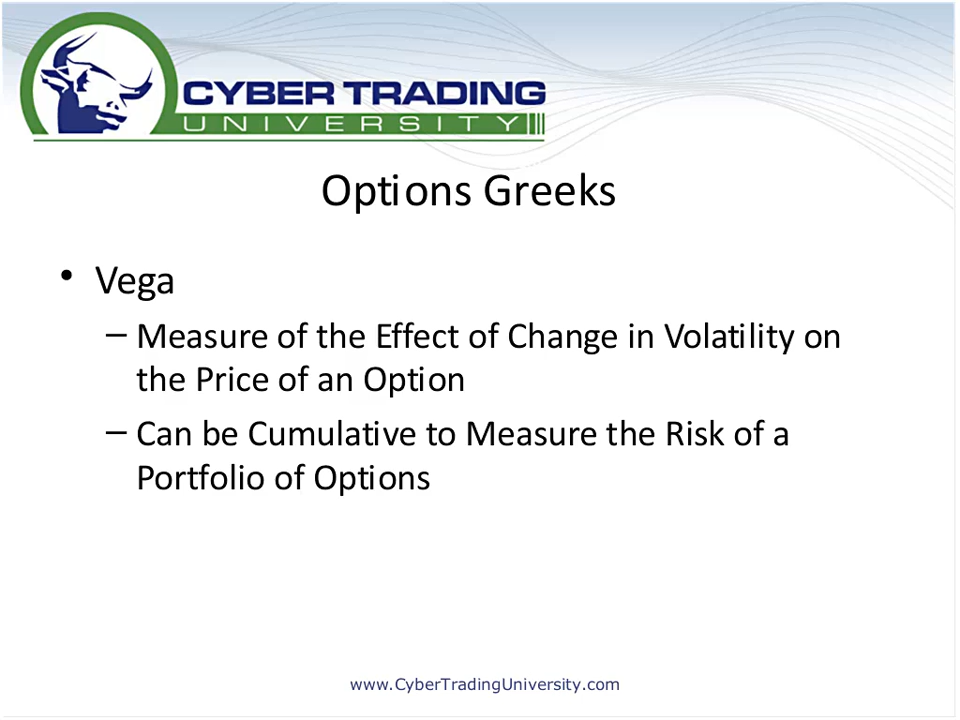 CYBER TRADING
UNIVERSITY
Options Greeks
• Vega
– Measure of the Effect of Change in Volatility on
the Price of an Option
– Can be Cumulative to Measure the Risk of a
Portfolio of Options
www.CyberTradingUniversity.com